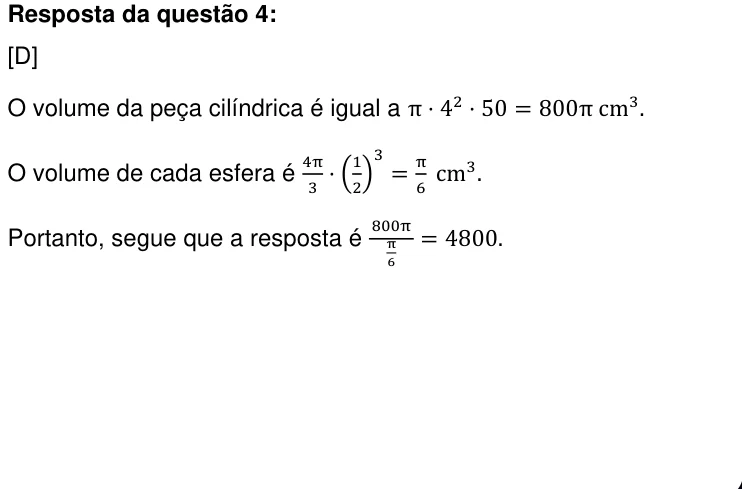 Resposta da questão 4:
[D]
O volume da peça cilíndrica é igual a π · 4² · 50 = 800π cm³.
O volume de cada esfera é 4π/3 · (1/2)³ = π/6 cm³.
Portanto, segue que a resposta é 800π/(π/6) = 4800.